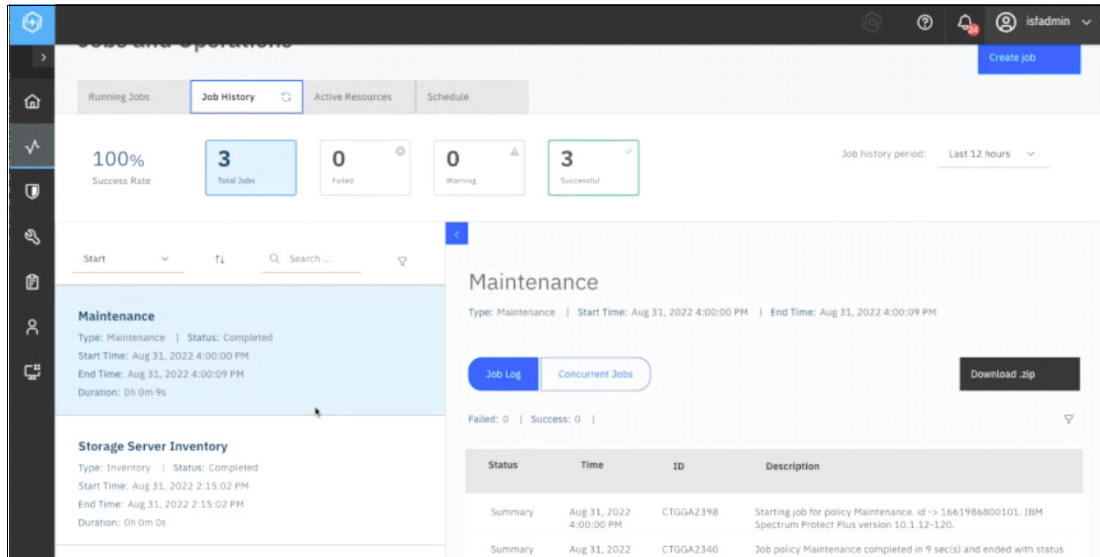 isfadmin
24
Jobs and Operations
Create job
Running Jobs
Job History
Active Resources
Schedule
100%
Success Rate
3
Total Jobs
0
Failed
0
Warning
3
Successful
Job history period: Last 12 hours
Start
Search ...
Maintenance
Type: Maintenance | Status: Completed
Start Time: Aug 31, 2022 4:00:00 PM
End Time: Aug 31, 2022 4:00:09 PM
Duration: 0h 0m 9s
Storage Server Inventory
Type: Inventory | Status: Completed
Start Time: Aug 31, 2022 2:15:02 PM
End Time: Aug 31, 2022 2:15:02 PM
Duration: 0h 0m 0s
Maintenance
Type: Maintenance | Start Time: Aug 31, 2022 4:00:00 PM | End Time: Aug 31, 2022 4:00:09 PM
Job Log
Concurrent Jobs
Download .zip
Failed: 0 | Success: 0 |
Status Time ID Description
Summary Aug 31, 2022 CTGGA2398 Starting job for policy Maintenance. id -> 1661986800101. IBM
4:00:00 PM Spectrum Protect Plus version 10.1.12-120.
Summary Aug 31, 2022 CTGGA2340 Job policy Maintenance completed in 9 sec(s) and ended with status